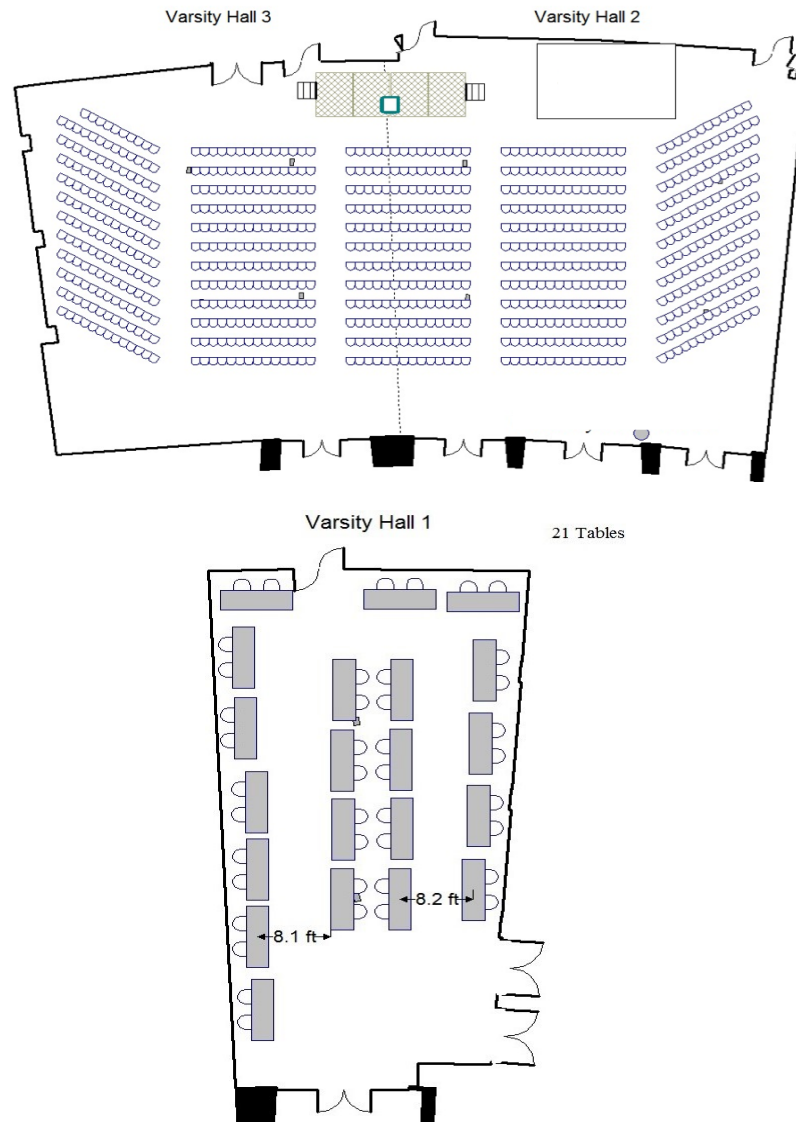 Varsity Hall 3
Varsity Hall 2
Varsity Hall 1
21 Tables
8.2 ft
8.1 ft